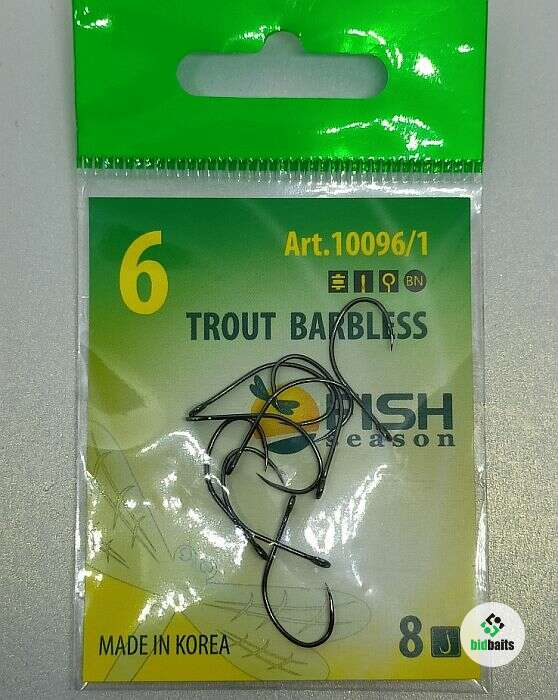 6
Art.10096/1
BN
TROUT BARBLESS
FISH
season
MADE IN KOREA
8
bidbaits